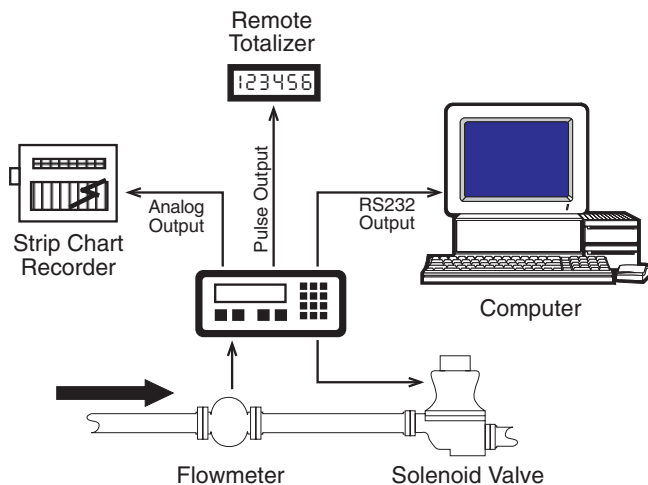 Remote
Totalizer
123456
Pulse Output
Analog
Output
RS232
Output
Strip Chart
Recorder
Computer
Flowmeter
Solenoid Valve